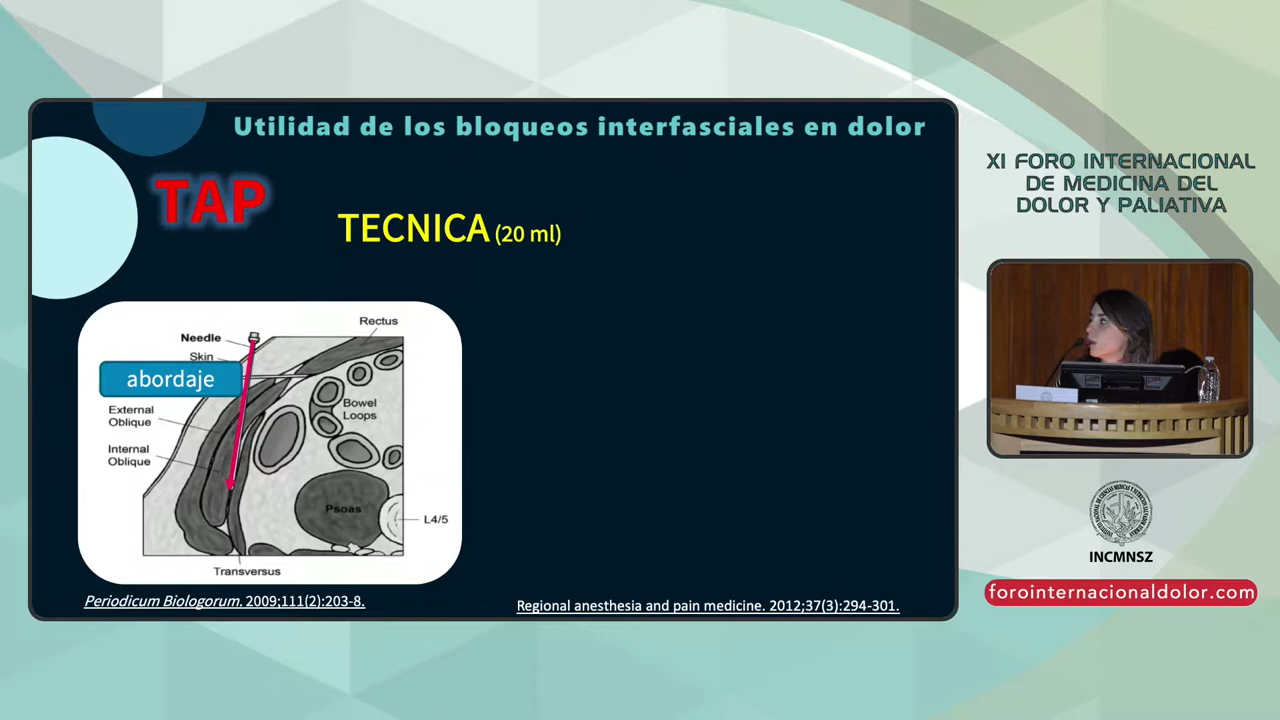 Utilidad de los bloqueos interfasciales en dolor
TAP
TECNICA (20 ml)
Rectus
Needle
Skin
abordaje
External
Oblique
Bowel
Loops
Internal
Oblique
Psoas
L4/5
Transversus
Periodicum Biologorum. 2009;111(2):203-8.
Regional anesthesia and pain medicine. 2012;37(3):294-301.
XI FORO INTERNACIONAL
DE MEDICINA DEL
DOLOR Y PALIATIVA
INCMNSZ
forointernacionaldolor.com